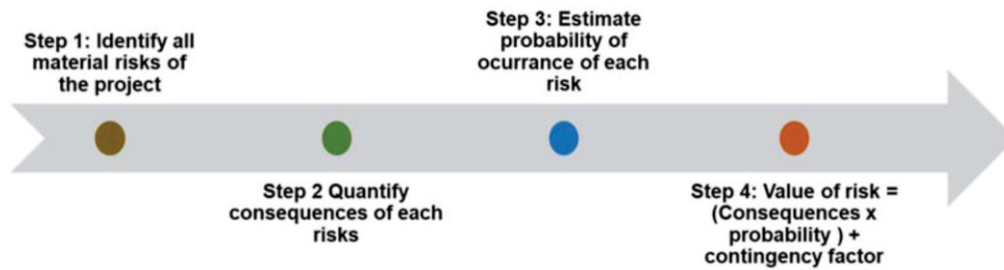 Step 1: Identify all
material risks of
the project
Step 2 Quantify
consequences of each
risks
Step 3: Estimate
probability of
ocurrance of each
risk
Step 4: Value of risk =
(Consequences x
probability ) +
contingency factor